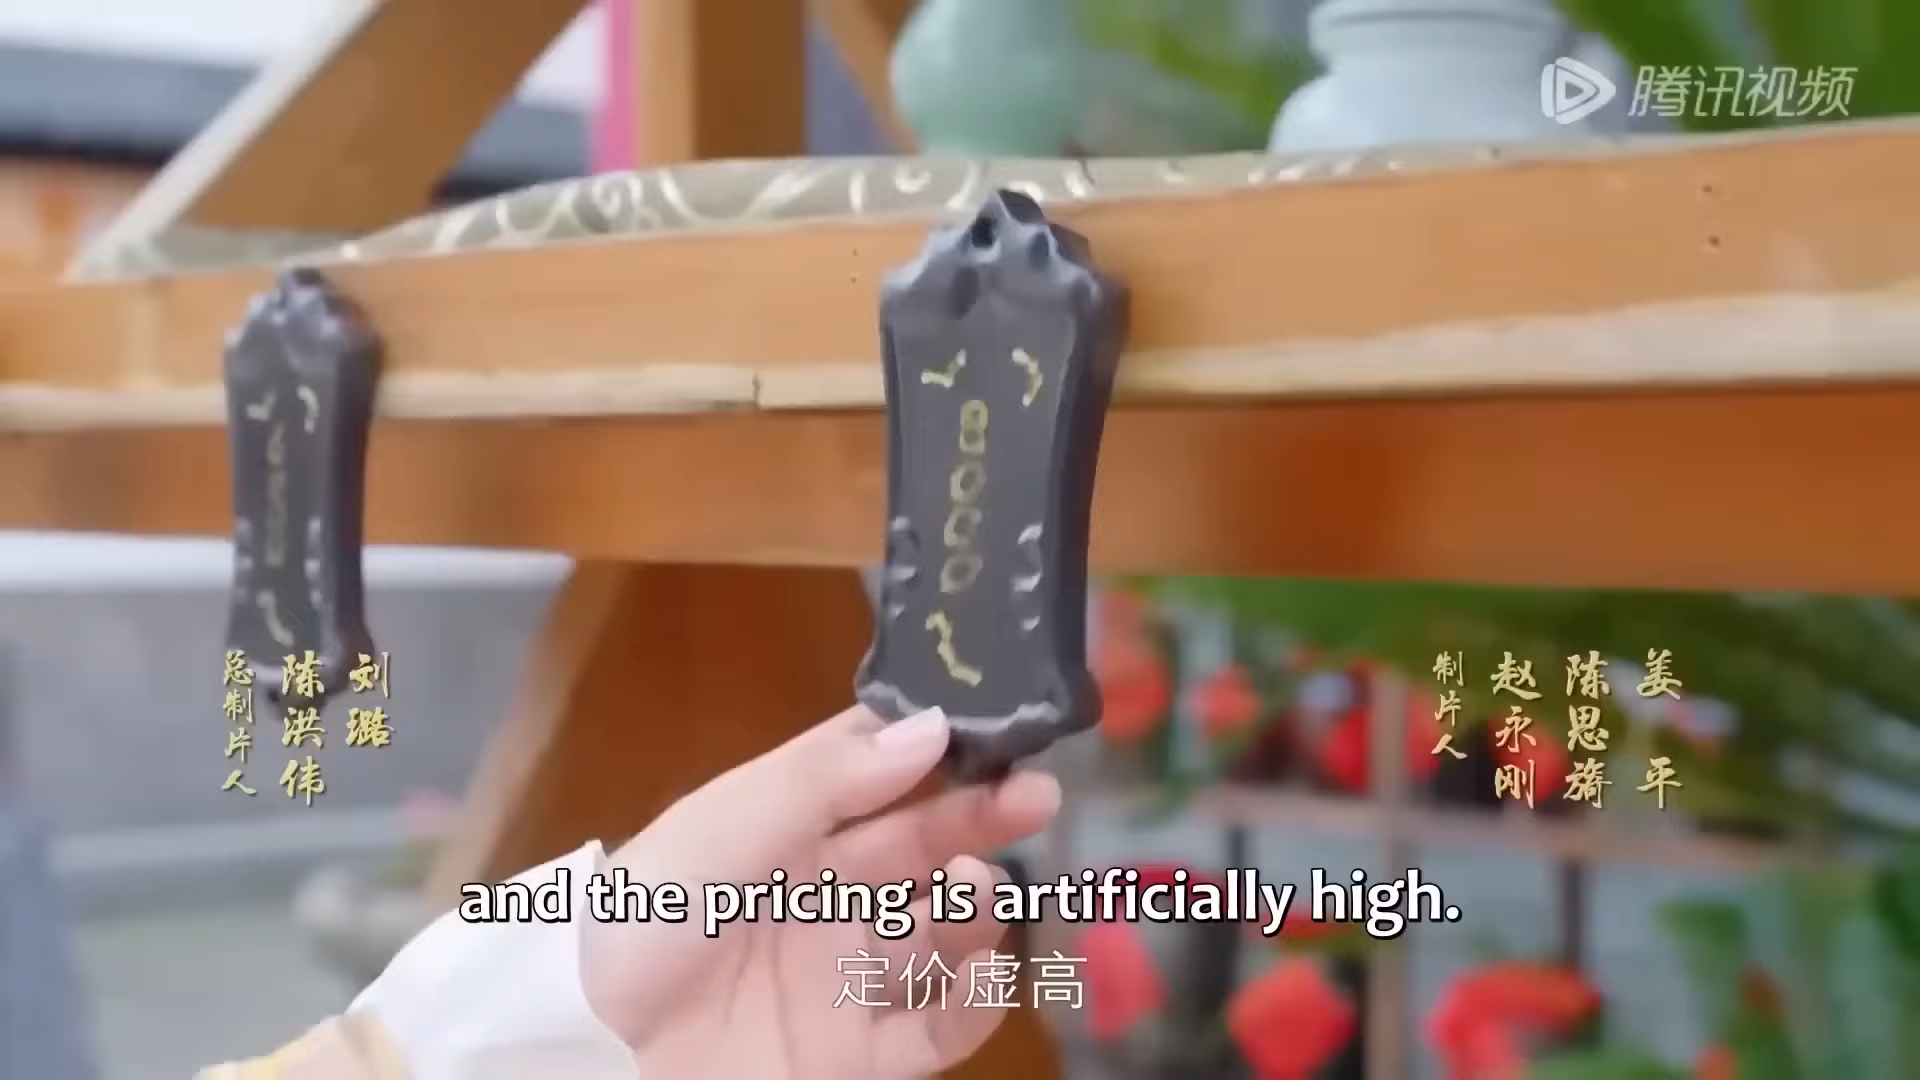 腾讯视频
8000
总制片人
陈洪伟
刘璐
制片人
赵永刚
陈思旖
姜平
and the pricing is artificially high.
定价虚高